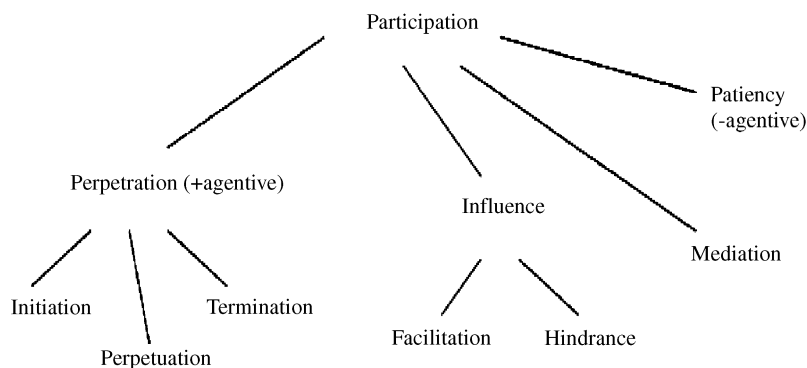 Participation
Patiency
(-agentive)
Perpetration (+agentive)
Influence
Mediation
Initiation
Termination
Facilitation
Hindrance
Perpetuation